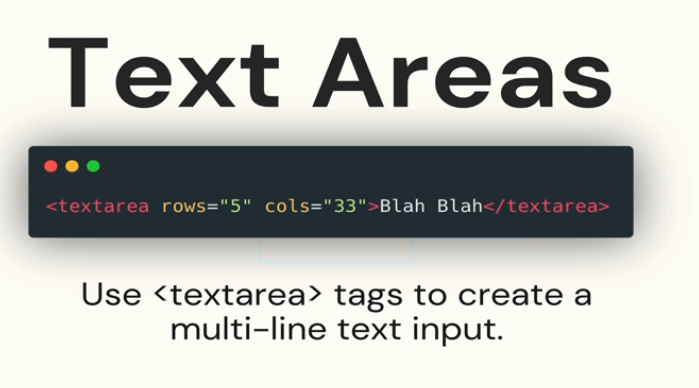 Text Areas
<textarea rows="5" cols="33">Blah Blah</textarea>
Use <textarea> tags to create a
multi-line text input.